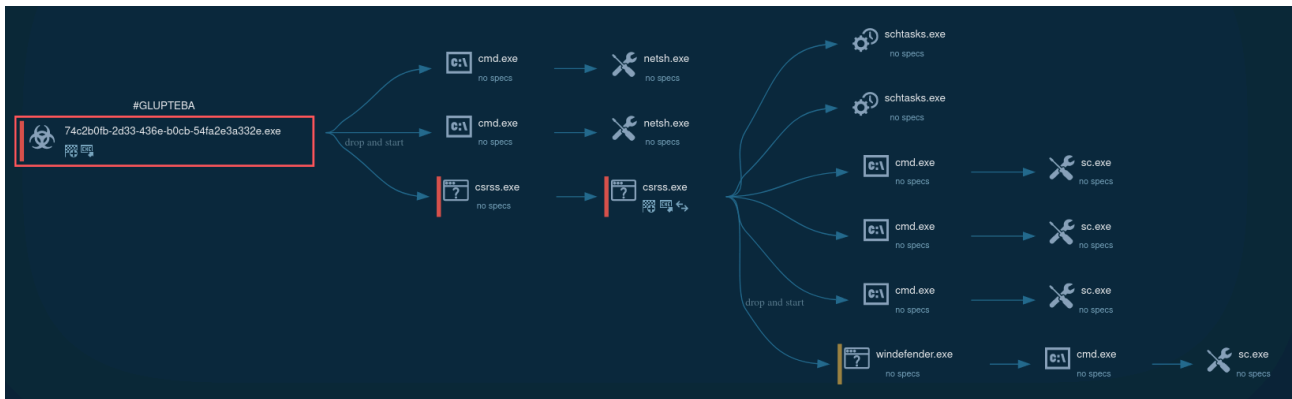 #GLUPTEBA
74c2b0fb-2d33-436e-b0cb-54fa2e3a332e.exe
drop and start
C:\
cmd.exe
no specs
netsh.exe
no specs
C:\
cmd.exe
no specs
netsh.exe
no specs
?
csrss.exe
no specs
?
csrss.exe
schtasks.exe
no specs
schtasks.exe
no specs
C:\
cmd.exe
no specs
sc.exe
no specs
C:\
cmd.exe
no specs
sc.exe
no specs
C:\
cmd.exe
no specs
sc.exe
no specs
drop and start
?
windefender.exe
no specs
C:\
cmd.exe
no specs
sc.exe
no specs